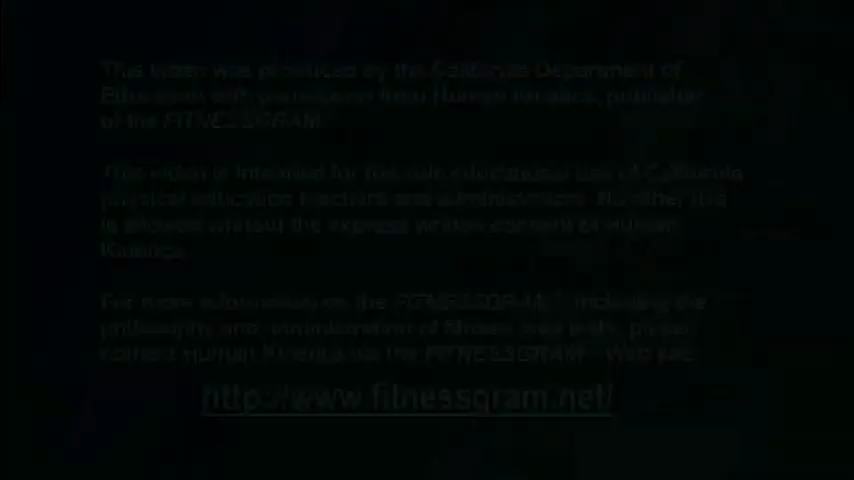 This video was produced by the California Department of
Education with permission from Human Kinetics, publisher
of the FITNESSGRAM
This video is intended for the sole educational use of California
physical education teachers and administrators. No other use
is allowed without the express written consent of Human
Kinetics.
For more information on the FITNESSGRAM including the
philosophy and administration of fitness
contact Human Kinetics via the FITNESSGRAM Web site
http://www.fitnessgram.net/